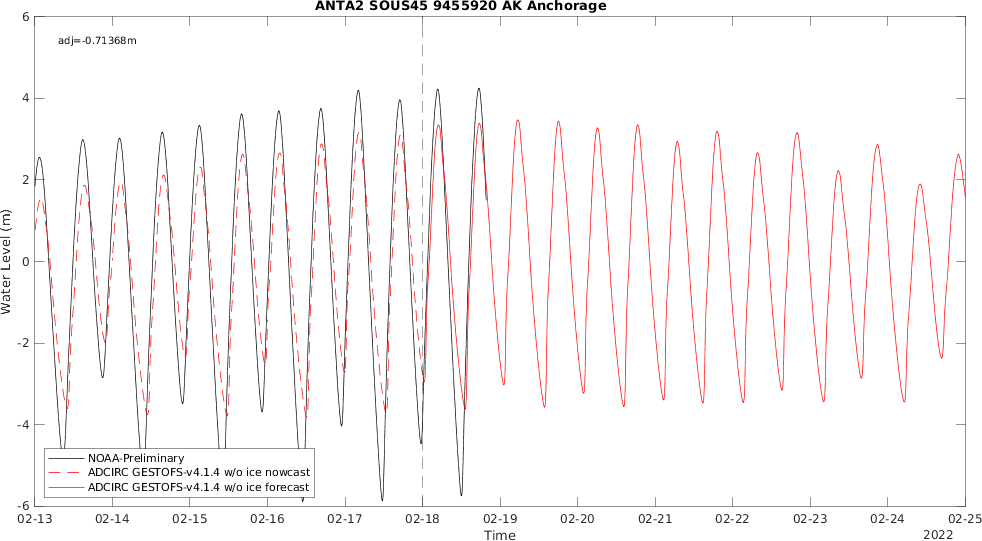 ANTA2 SOUS45 9455920 AK Anchorage
adj=-0.71368m
6
4
2
0
-2
-4
-6
Water Level (m)
NOAA-Preliminary
ADCIRC GESTOFS-v4.1.4 w/o ice nowcast
ADCIRC GESTOFS-v4.1.4 w/o ice forecast
02-13 02-14 02-15 02-16 02-17 02-18 02-19 02-20 02-21 02-22 02-23 02-24 02-25
Time
2022